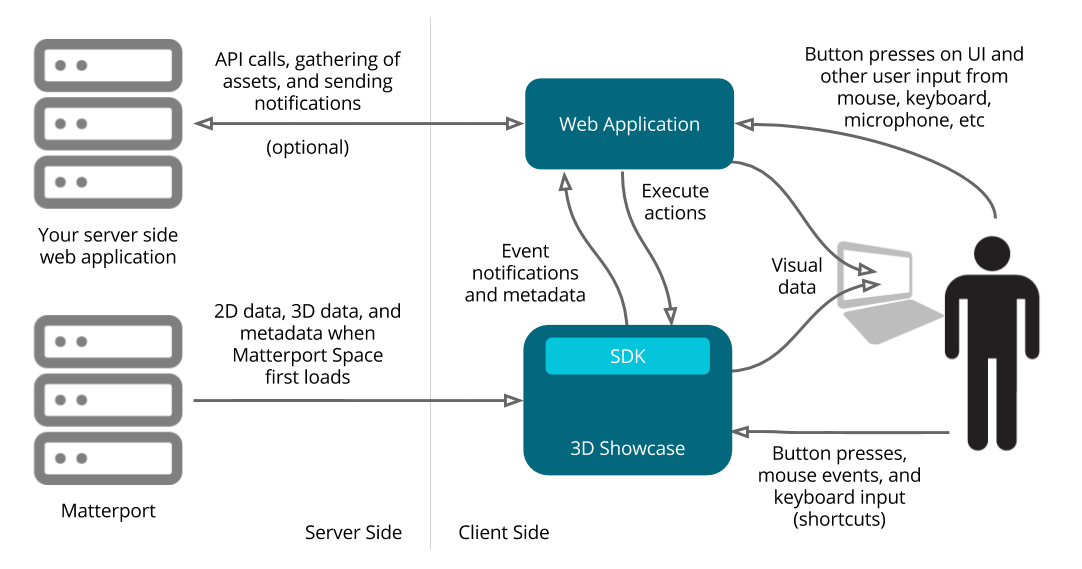 API calls, gathering of
assets, and sending
notifications
(optional)
Your server side
web application
2D data, 3D data, and
metadata when
Matterport Space
first loads
Matterport
Server Side
Client Side
Web Application
Execute
actions
Event
notifications
and metadata
SDK
3D Showcase
Button presses on UI and
other user input from
mouse, keyboard,
microphone, etc
Visual
data
Button presses,
mouse events, and
keyboard input
(shortcuts)